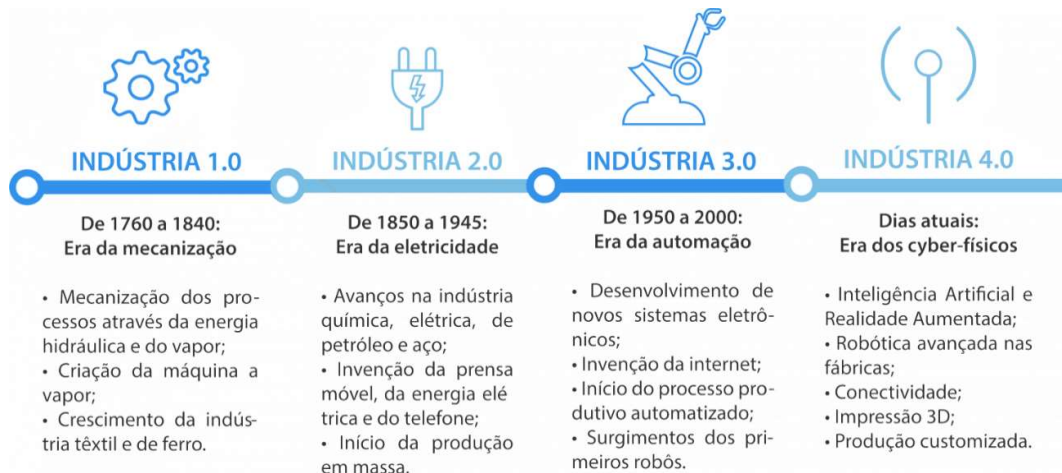 INDÚSTRIA 1.0
De 1760 a 1840:
Era da mecanização
• Mecanização dos pro-
cessos através da energia
hidráulica e do vapor;
• Criação da máquina a
vapor;
• Crescimento da indús-
tria têxtil e de ferro.
INDÚSTRIA 2.0
De 1850 a 1945:
Era da eletricidade
• Avanços na indústria
química, elétrica, de
petróleo e aço;
• Invenção da prensa
móvel, da energia elé
trica e do telefone;
• Início da produção
em massa.
INDÚSTRIA 3.0
De 1950 a 2000:
Era da automação
• Desenvolvimento de
novos sistemas eletrô-
nicos;
• Invenção da internet;
• Início do processo pro-
dutivo automatizado;
• Surgimentos dos pri-
meiros robôs.
INDÚSTRIA 4.0
Dias atuais:
Era dos cyber-físicos
• Inteligência Artificial e
Realidade Aumentada;
• Robótica avançada nas
fábricas;
• Conectividade;
• Impressão 3D;
• Produção customizada.